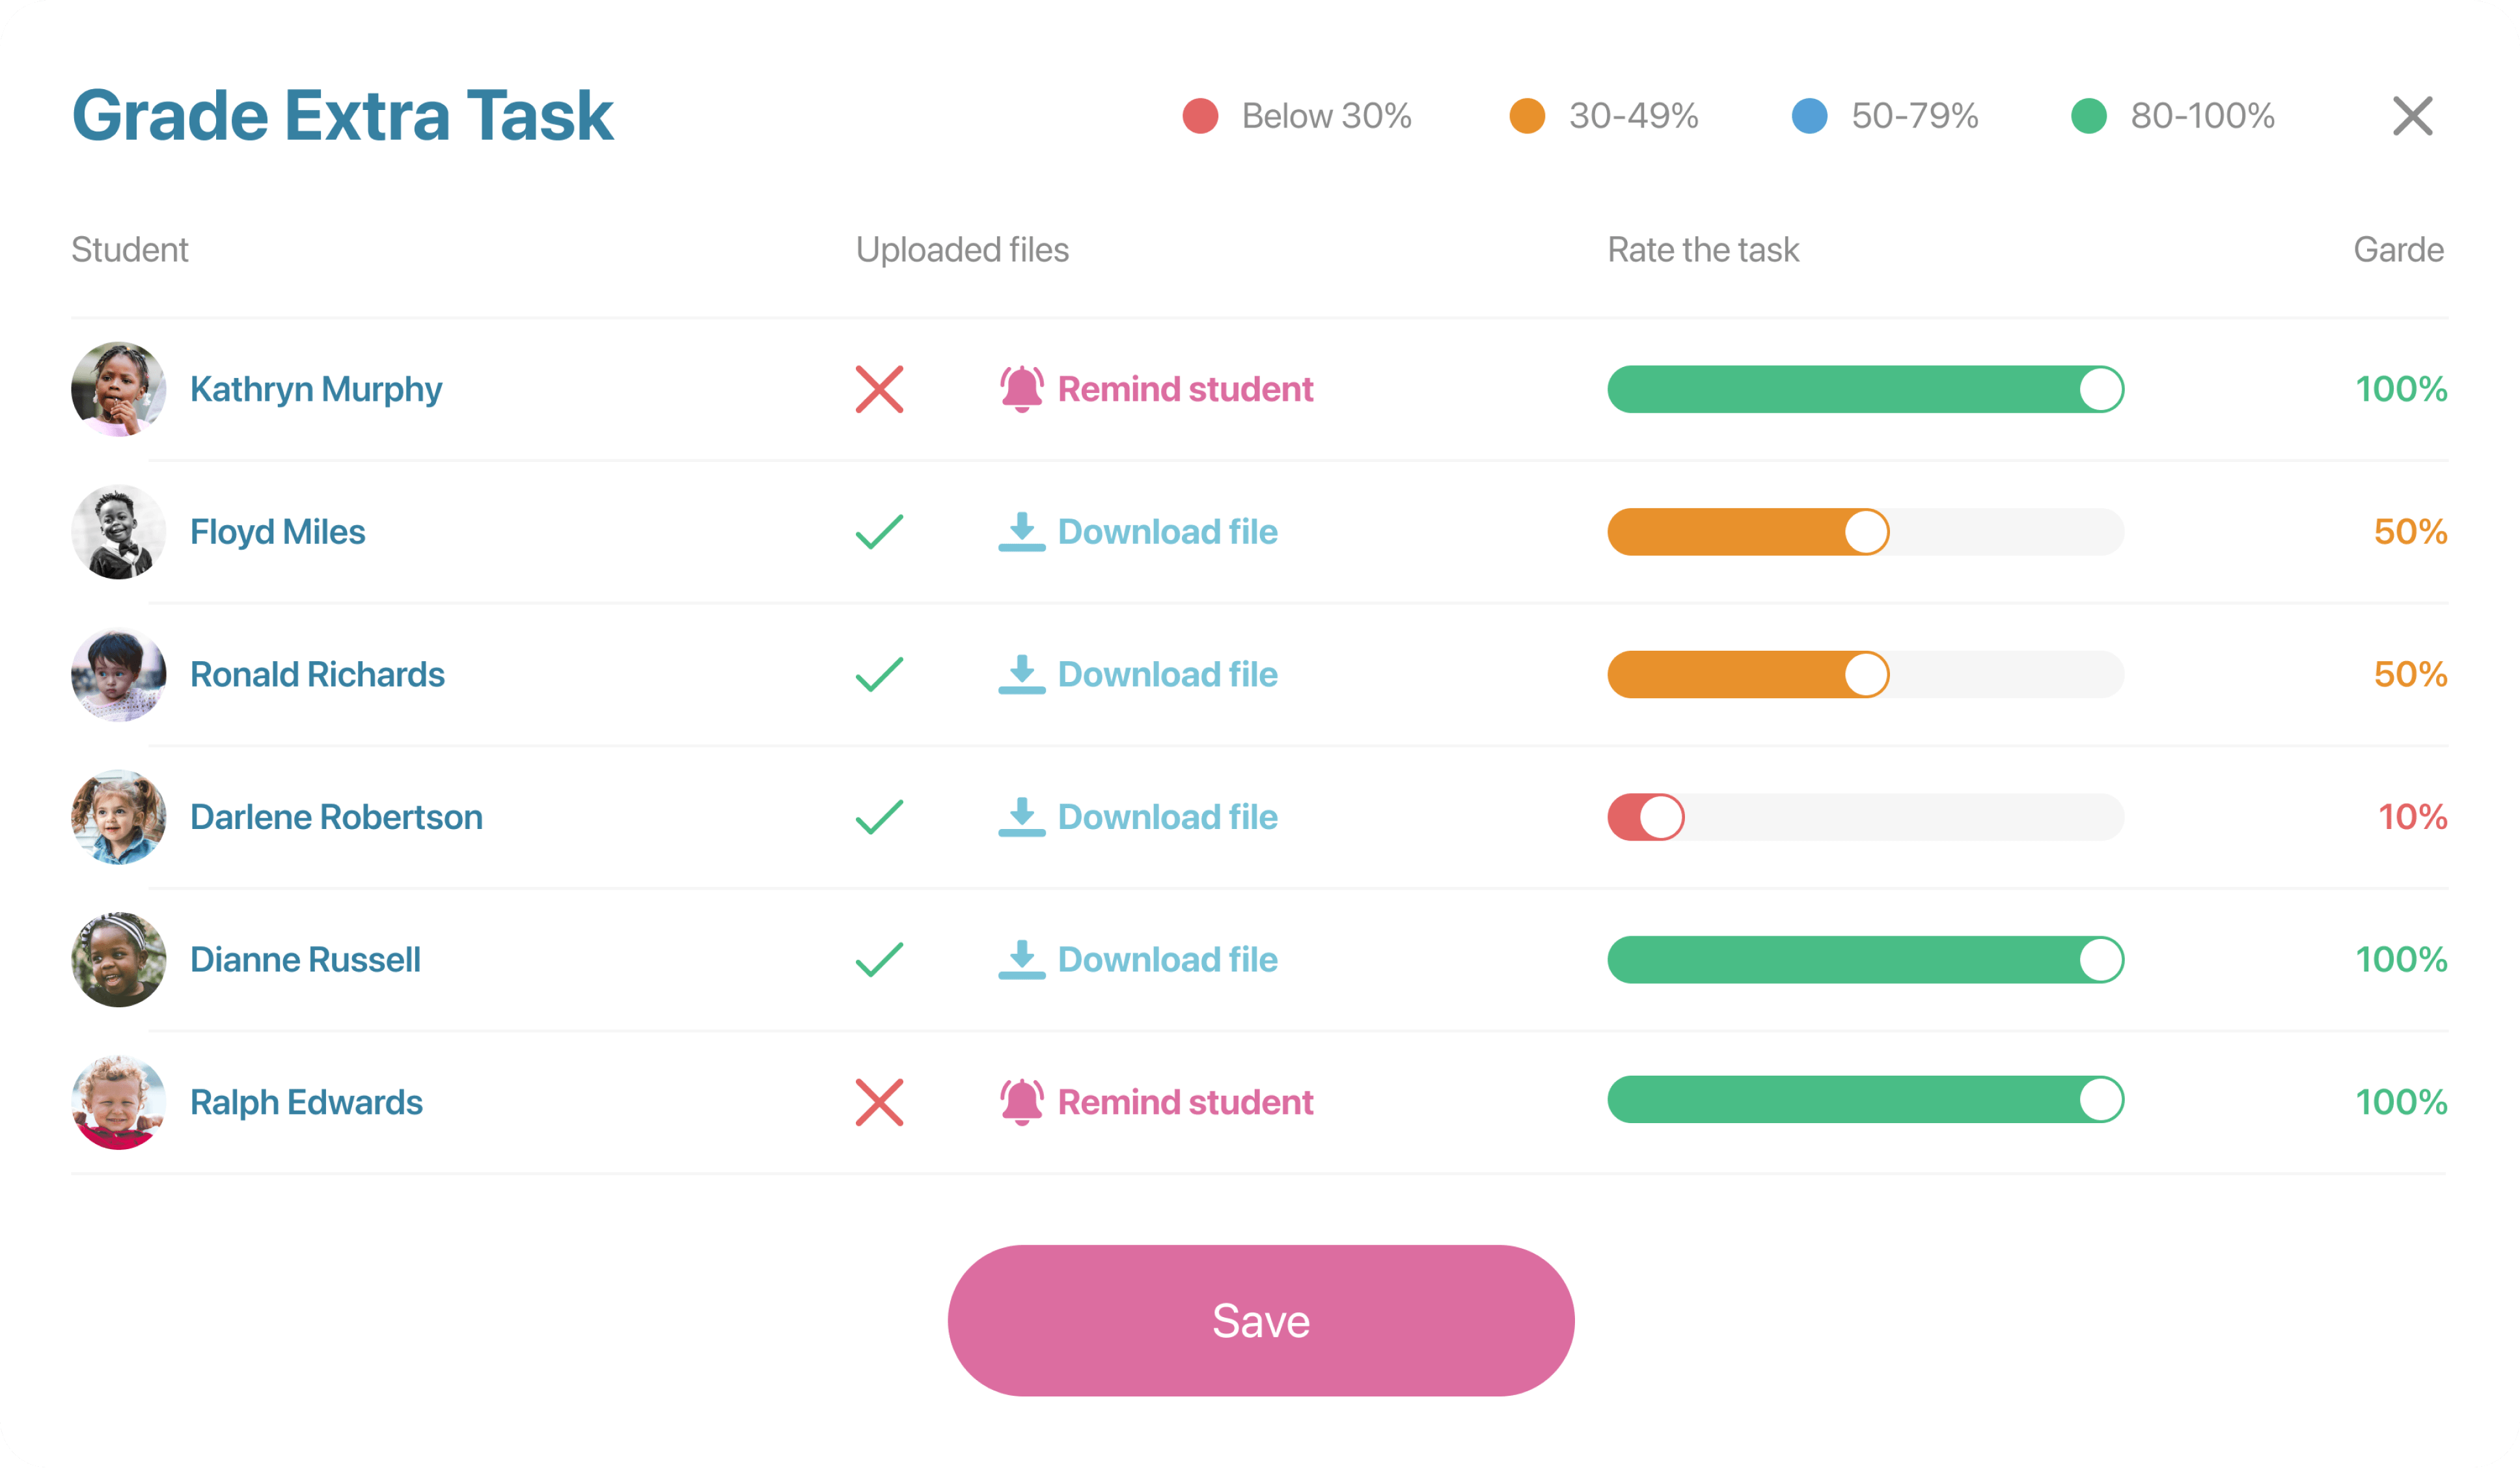 Grade Extra Task
Below 30% 30-49% 50-79% 80-100%
Student Uploaded files Rate the task Garde
Kathryn Murphy Remind student 100%
Floyd Miles Download file 50%
Ronald Richards Download file 50%
Darlene Robertson Download file 10%
Dianne Russell Download file 100%
Ralph Edwards Remind student 100%
Save